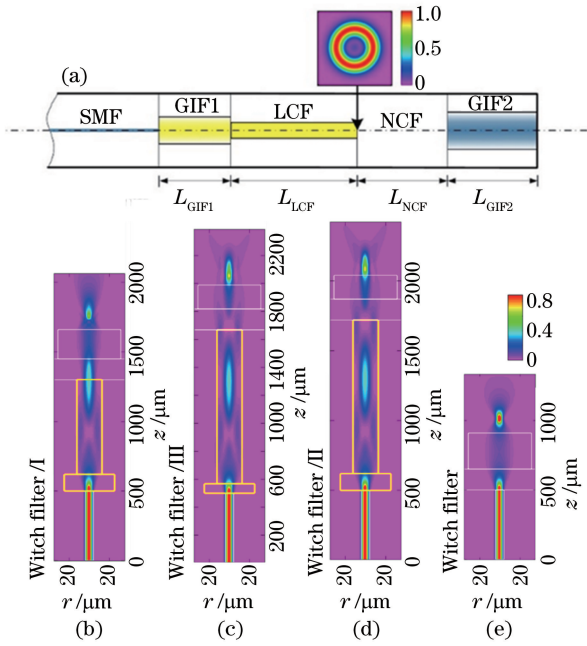 1.0
0.5
0
(a)
SMF
GIF1
LCF
NCF
GIF2
L_GIF1
L_LCF
L_NCF
L_GIF2
Witch filter /I
2000
1500
1000
500
0
z /μm
20
20
r /μm
(b)
Witch filter /III
2200
1800
1400
1000
600
200
z /μm
20
20
r /μm
(c)
Witch filter /II
2000
1500
1000
500
0
z /μm
20
20
r /μm
(d)
0.8
0.4
0
Witch filter
1000
500
0
z /μm
20
20
r /μm
(e)